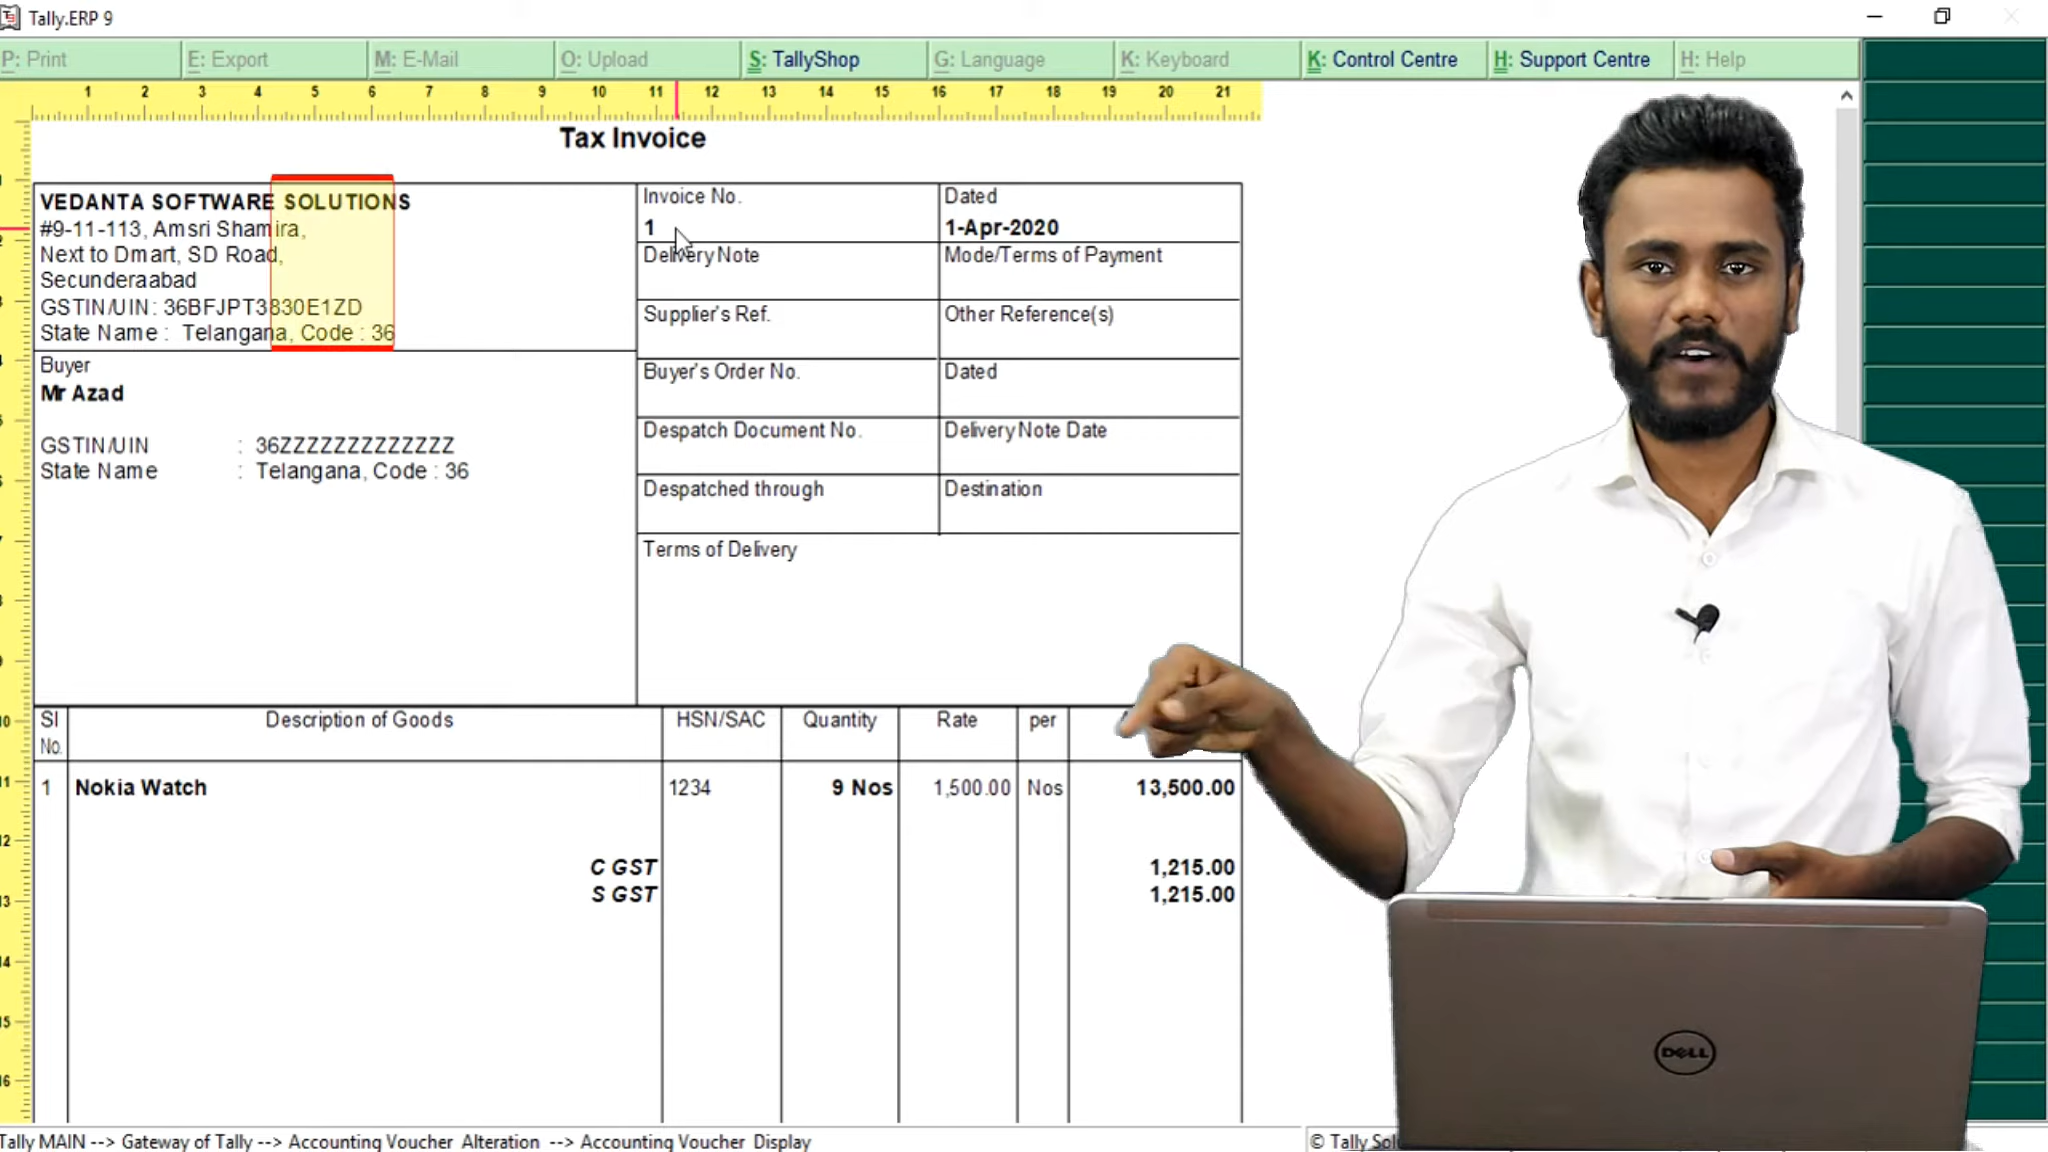 Tally.ERP 9
P: Print E: Export M: E-Mail O: Upload S: TallyShop G: Language K: Keyboard K: Control Centre H: Support Centre H: Help
1 2 3 4 5 6 7 8 9 10 11 12 13 14 15 16 17 18 19 20 21
Tax Invoice
VEDANTA SOFTWARE SOLUTIONS
#9-11-113, Amsri Shamira,
Next to Dmart, SD Road,
Secunderaabad
GSTIN/UIN: 36BFJPT3830E1ZD
State Name : Telangana, Code : 36
Invoice No.
1
Dated
1-Apr-2020
Delivery Note
Mode/Terms of Payment
Supplier's Ref.
Other Reference(s)
Buyer
Mr Azad
GSTIN/UIN : 36ZZZZZZZZZZZZZ
State Name : Telangana, Code : 36
Buyer's Order No.
Dated
Despatch Document No.
Delivery Note Date
Despatched through
Destination
Terms of Delivery
Sl No. Description of Goods HSN/SAC Quantity Rate per
1 Nokia Watch 1234 9 Nos 1,500.00 Nos 13,500.00
C GST 1,215.00
S GST 1,215.00
DELL
Tally MAIN --> Gateway of Tally --> Accounting Voucher Alteration --> Accounting Voucher Display
© Tally